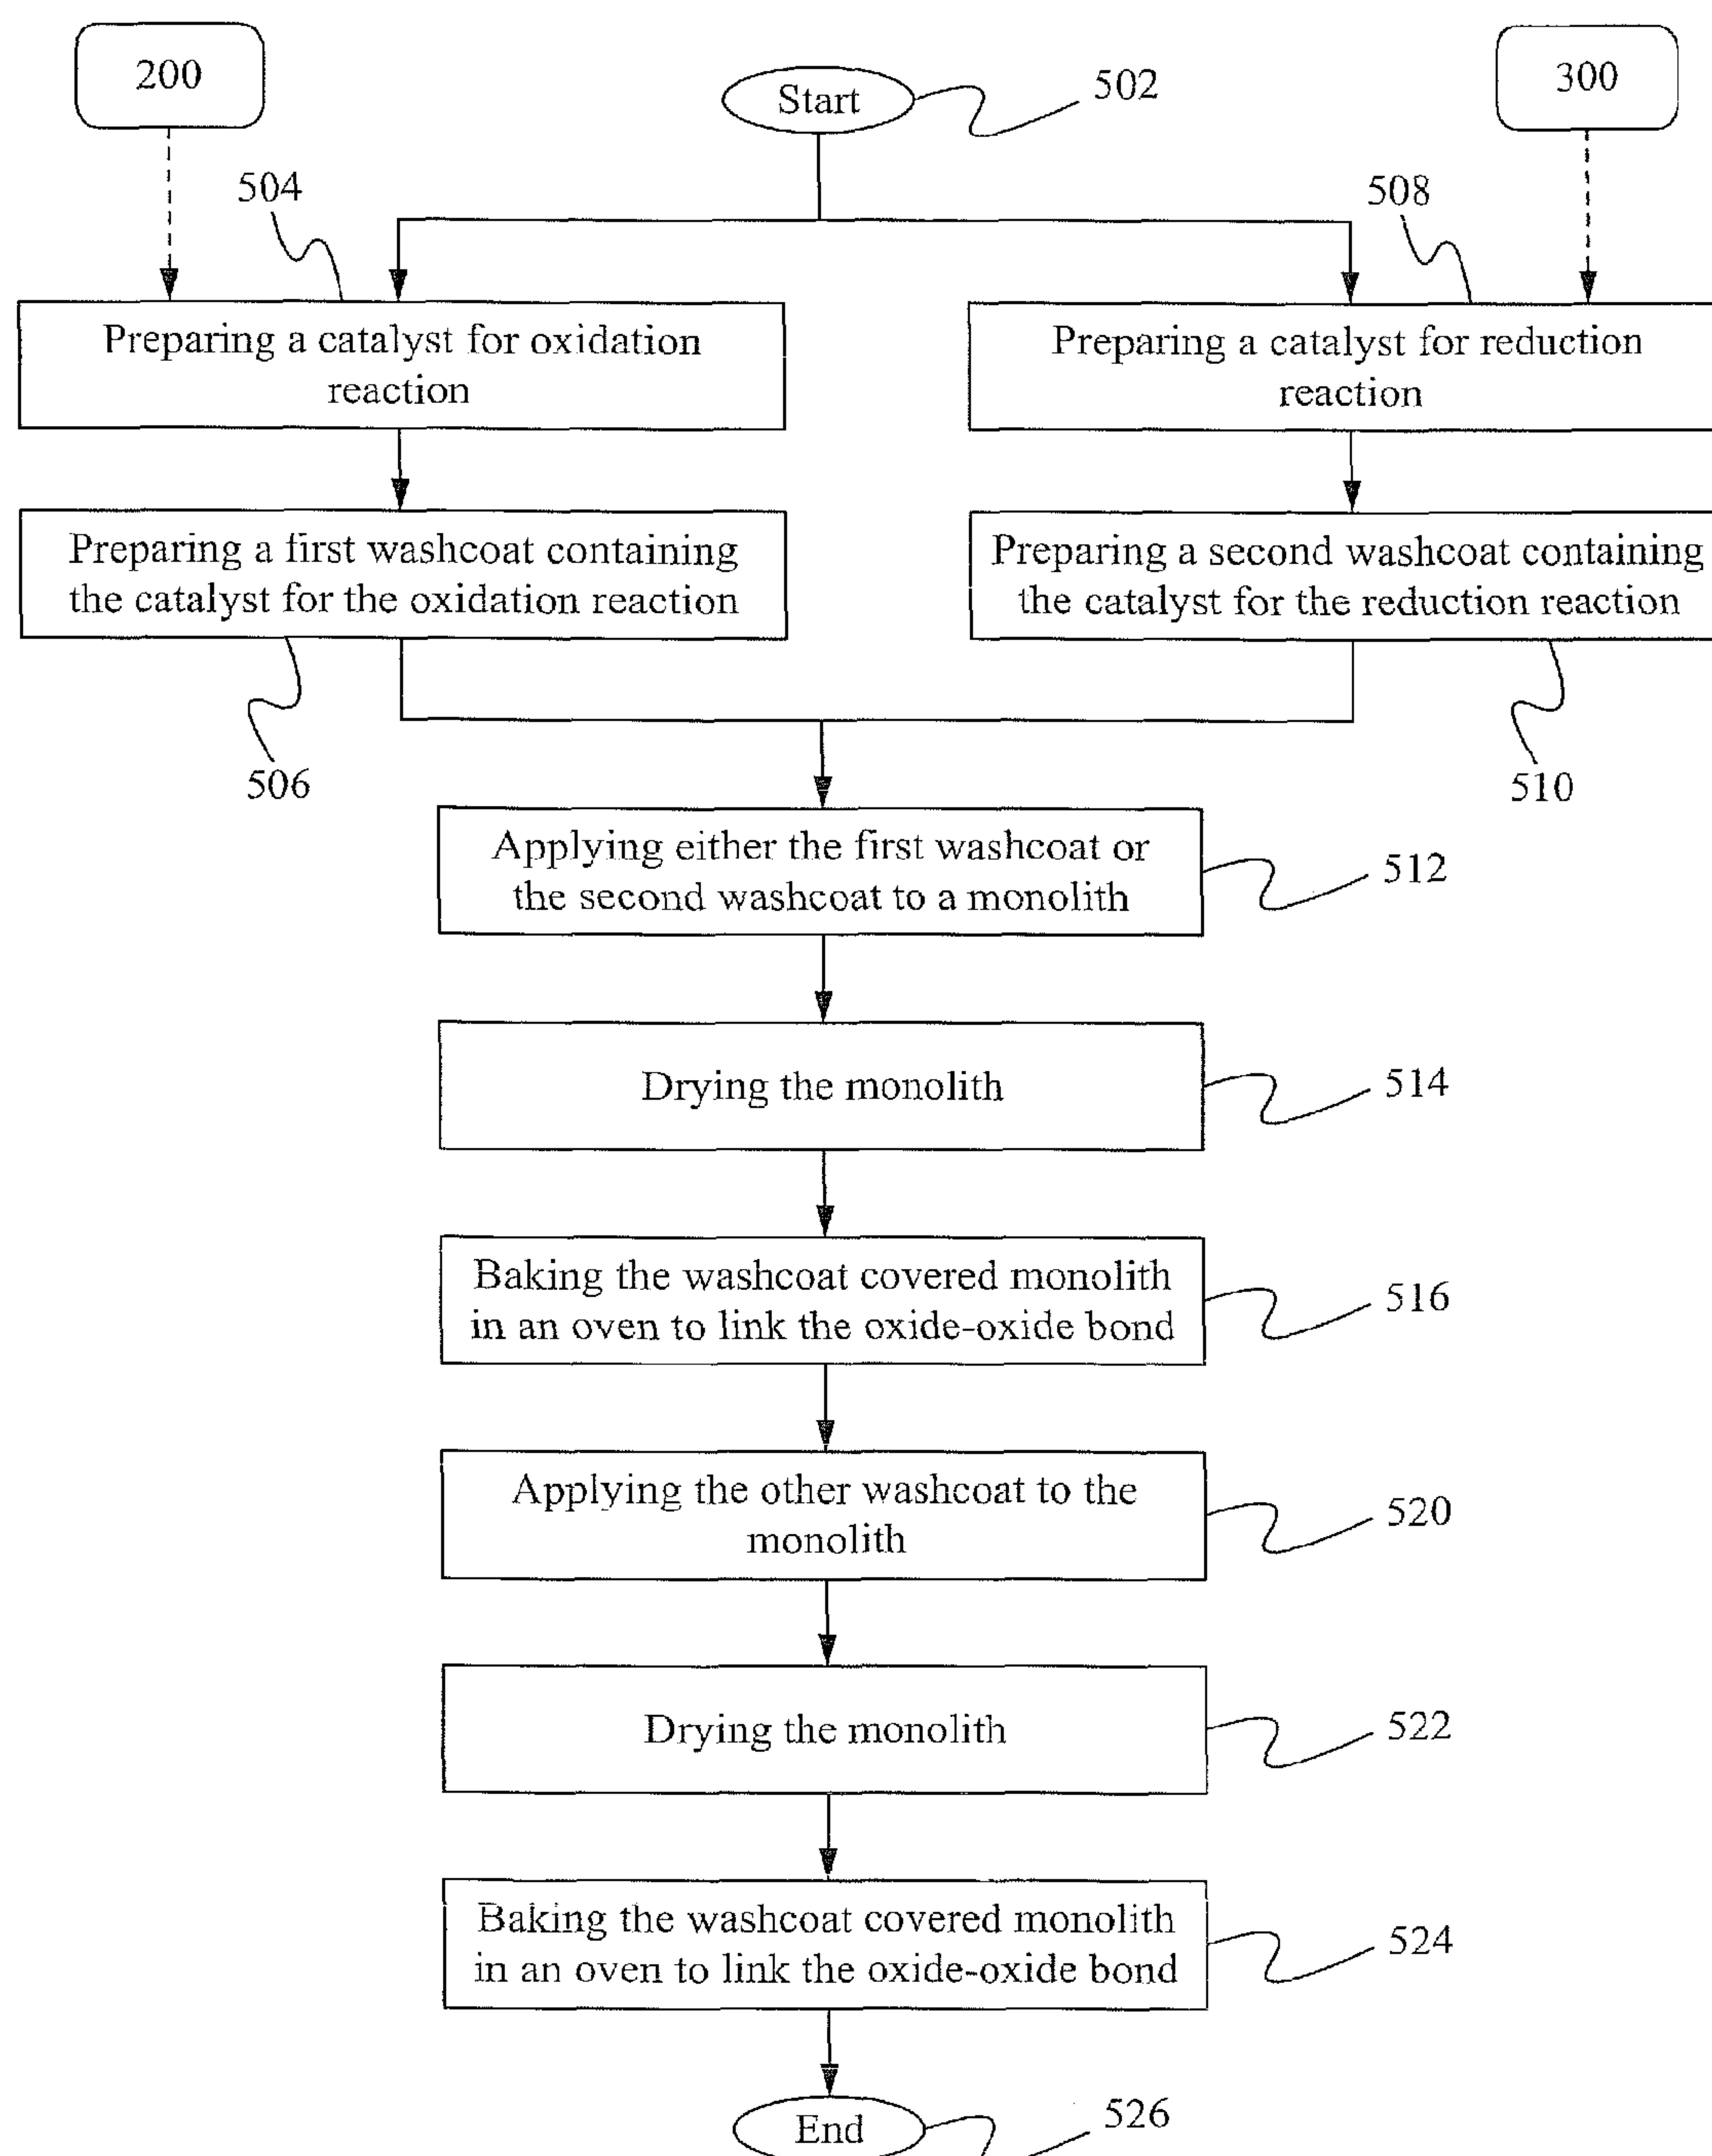 200
Start
502
300
504
508
Preparing a catalyst for oxidation
reaction
Preparing a catalyst for reduction
reaction
Preparing a first washcoat containing
the catalyst for the oxidation reaction
Preparing a second washcoat containing
the catalyst for the reduction reaction
506
510
Applying either the first washcoat or
the second washcoat to a monolith
512
Drying the monolith
514
Baking the washcoat covered monolith
in an oven to link the oxide-oxide bond
516
Applying the other washcoat to the
monolith
520
Drying the monolith
522
Baking the washcoat covered monolith
in an oven to link the oxide-oxide bond
524
End
526